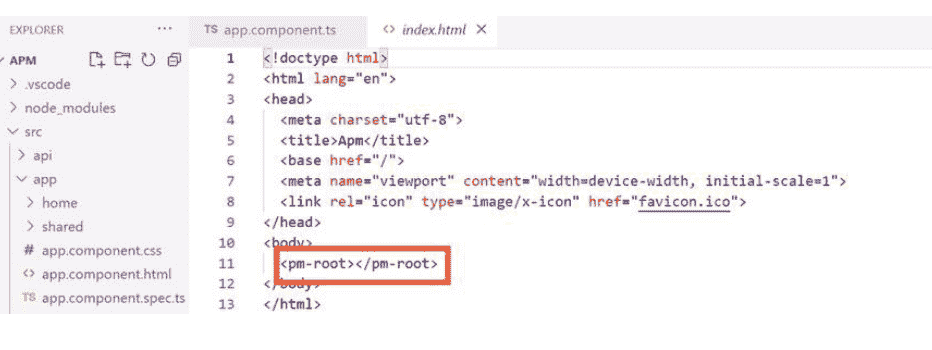 EXPLORER ...
APM
.vscode
node_modules
src
api
app
home
shared
# app.component.css
<> app.component.html
TS app.component.spec.ts
TS app.component.ts <> index.html ×
1 <!doctype html>
2 <html lang="en">
3 <head>
4 <meta charset="utf-8">
5 <title>Apm</title>
6 <base href="/">
7 <meta name="viewport" content="width=device-width, initial-scale=1">
8 <link rel="icon" type="image/x-icon" href="favicon.ico">
9 </head>
10 <body>
11 <pm-root></pm-root>
12 </body>
13 </html>